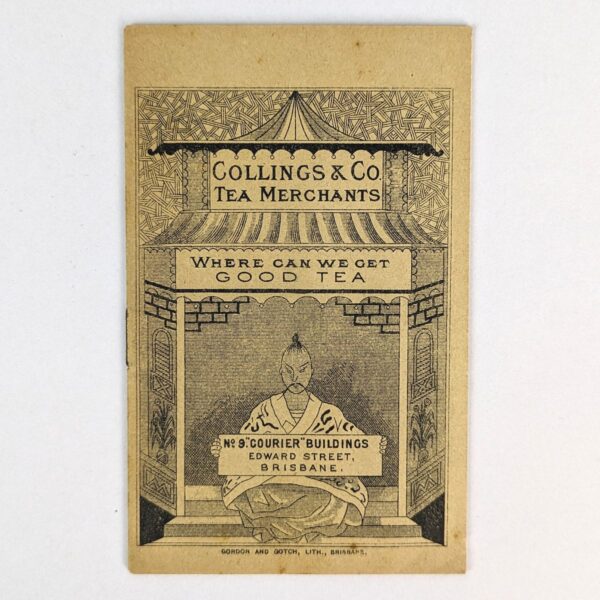 COLLINGS & CO.
TEA MERCHANTS
WHERE CAN WE GET
GOOD TEA
No 9 "COURIER" BUILDINGS
EDWARD STREET,
BRISBANE.
GORDON AND GOTCH, LITH., BRISBANE.